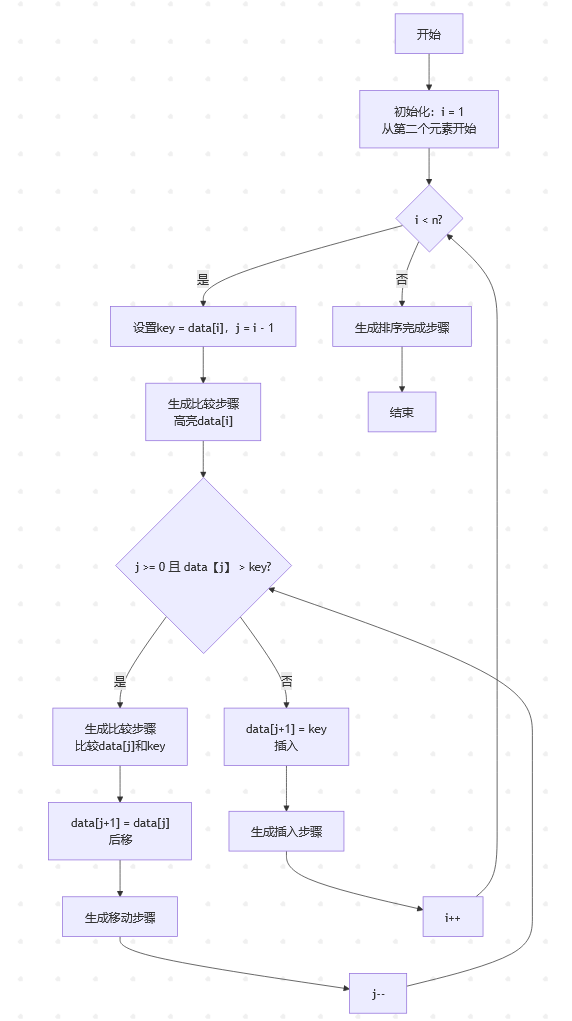 开始
初始化: i = 1
从第二个元素开始
i < n?
是
否
设置key = data[i], j = i - 1
生成排序完成步骤
生成比较步骤
高亮data[i]
结束
j >= 0 且 data【j】 > key?
是
否
生成比较步骤
比较data[j]和key
data[j+1] = key
插入
data[j+1] = data[j]
后移
生成插入步骤
生成移动步骤
i++
j--